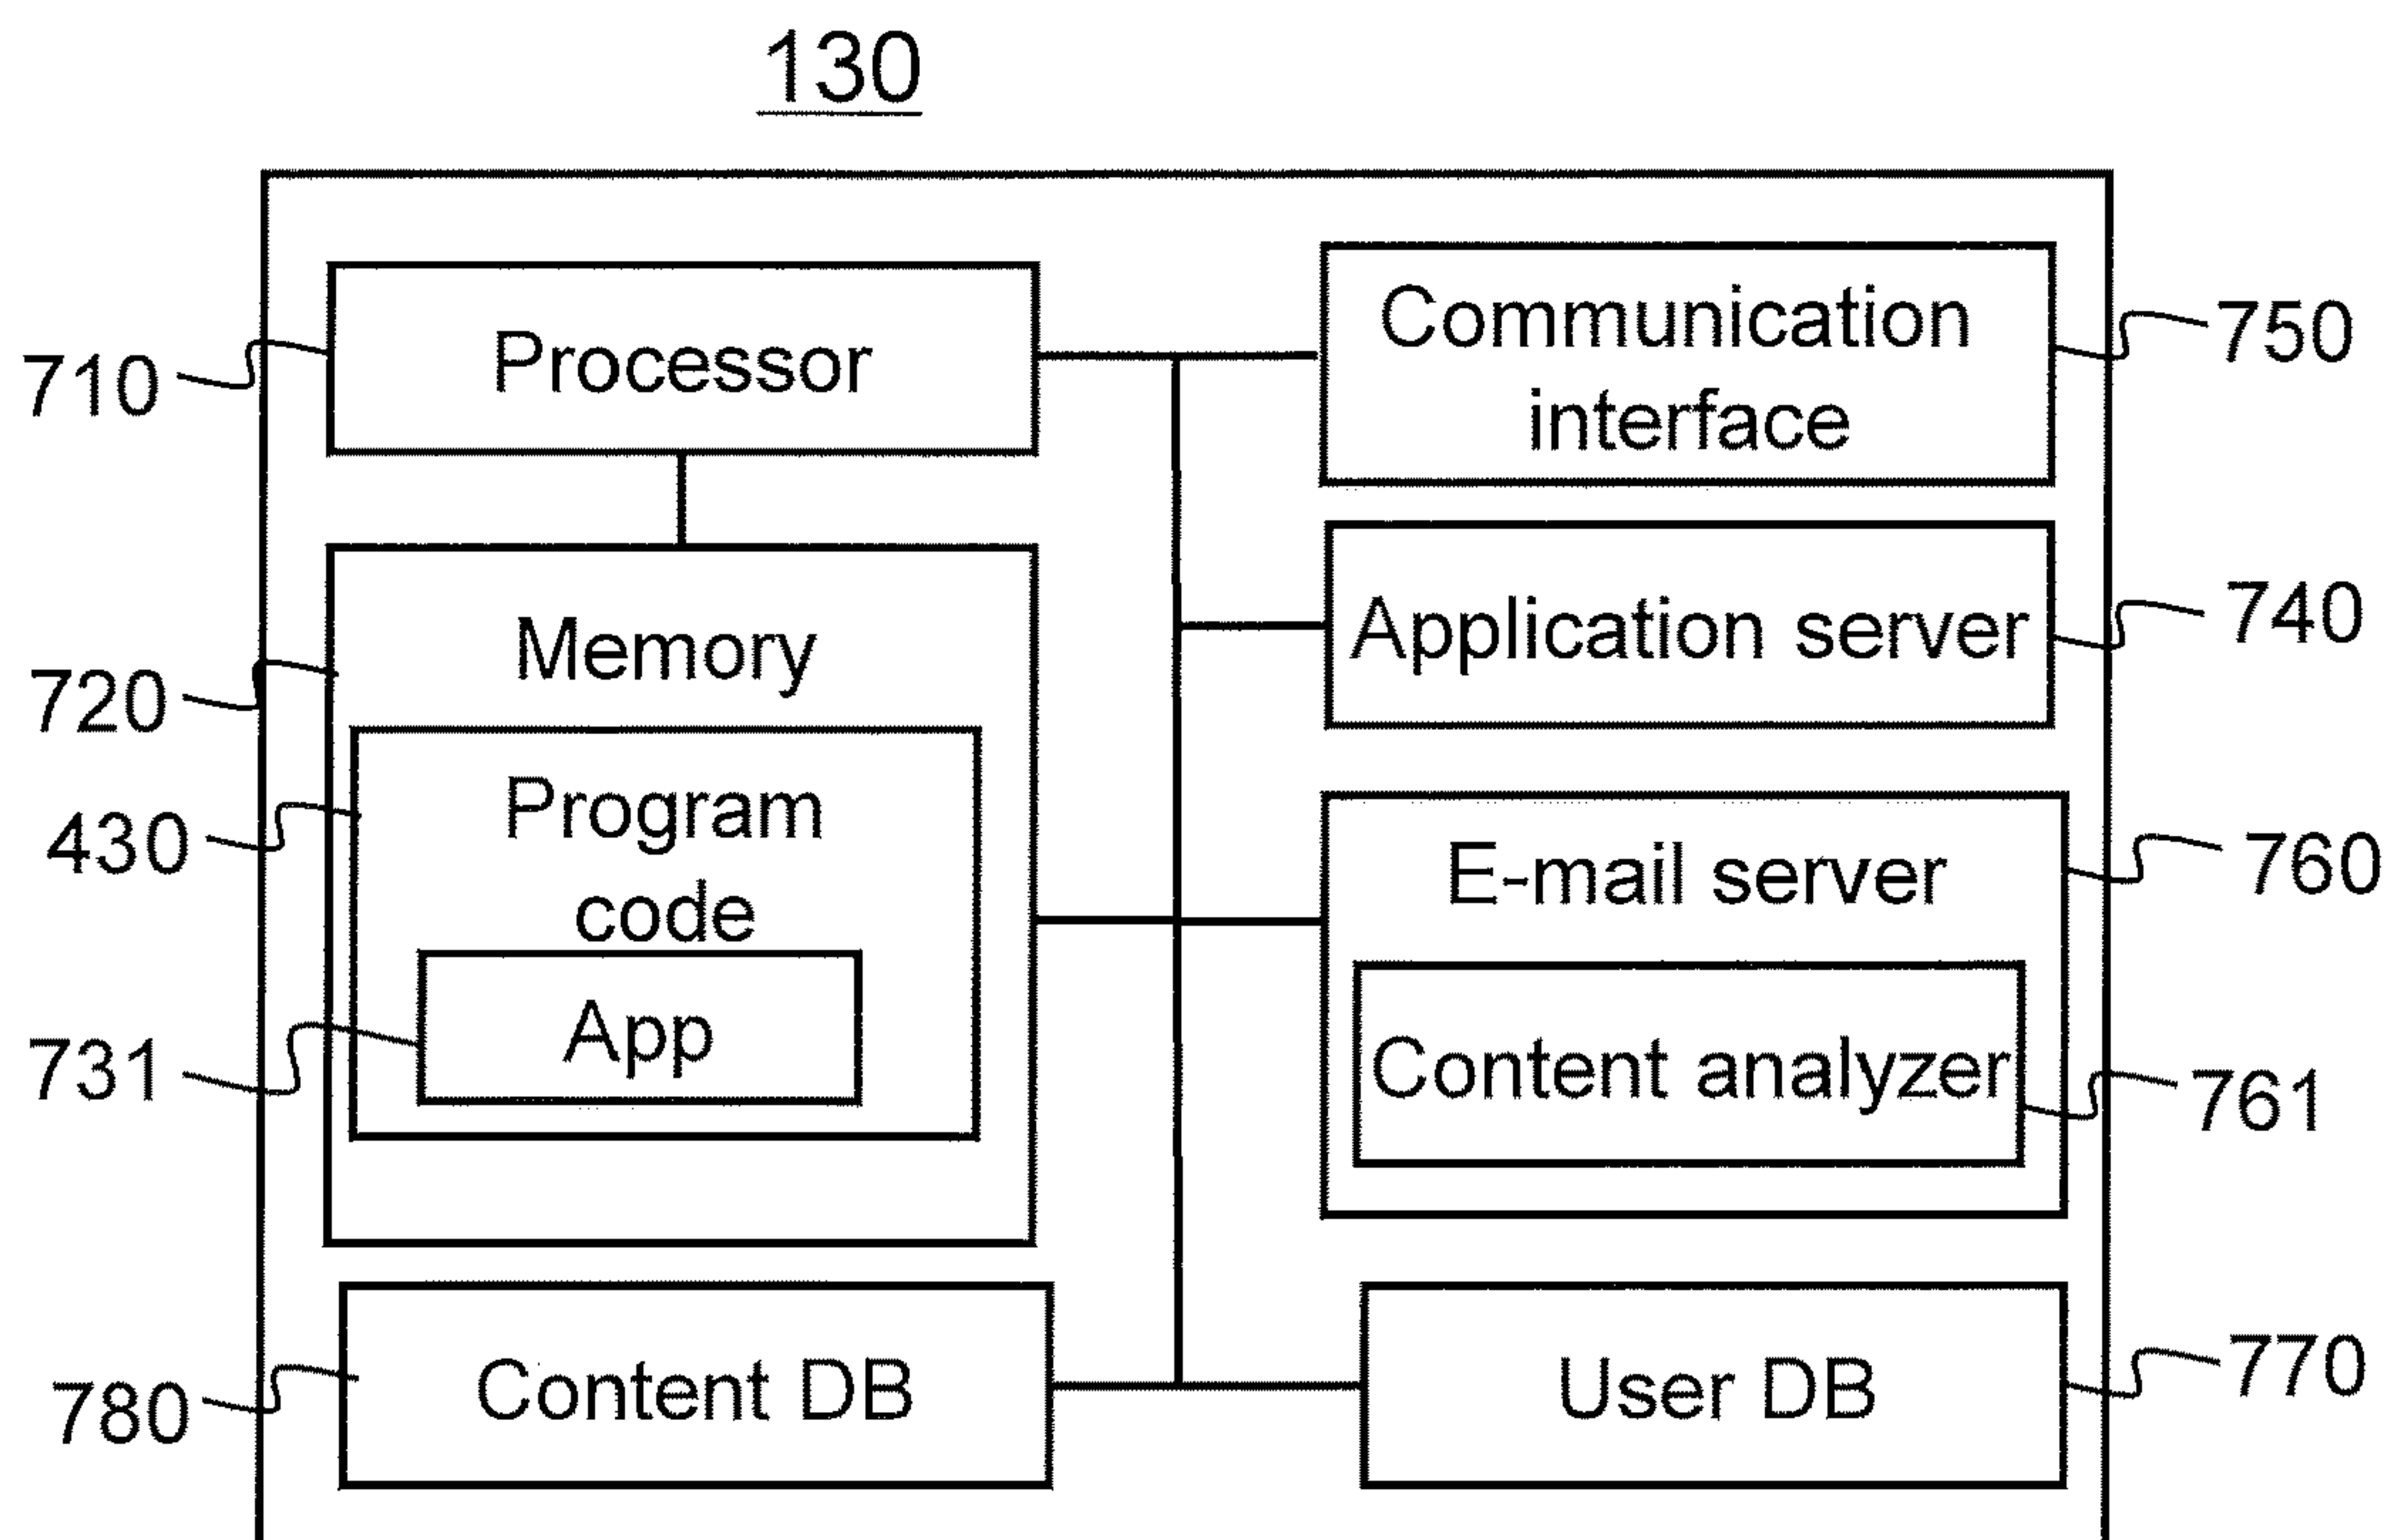 130
710
Processor
Communication
interface
750
720
Memory
Application server
740
430
Program
code
E-mail server
760
731
App
Content analyzer
761
780
Content DB
User DB
770